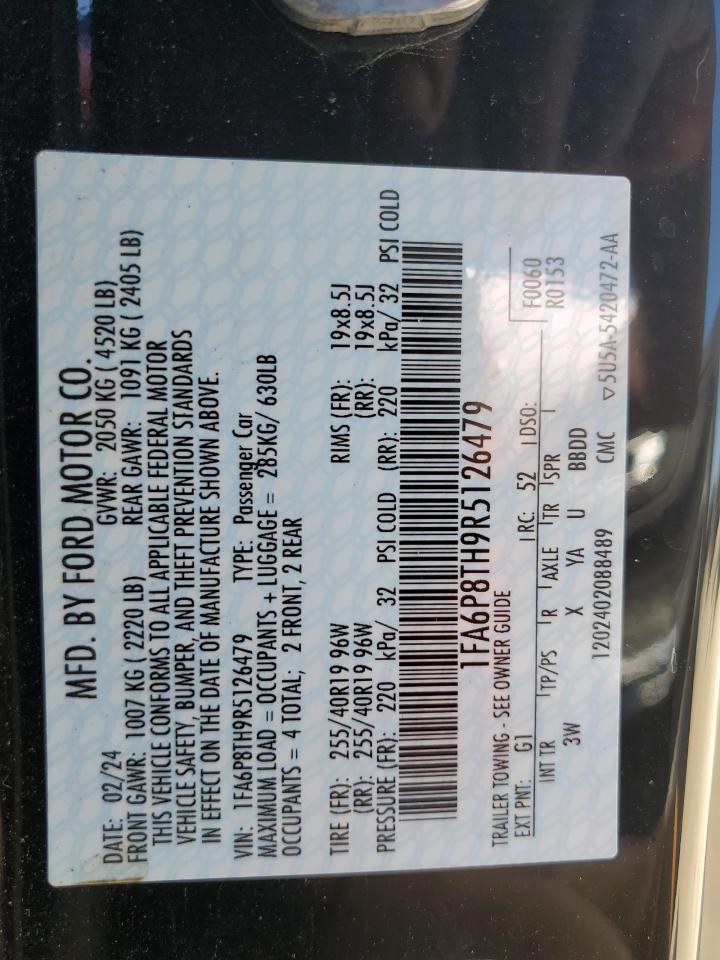 MFD. BY FORD MOTOR CO.
DATE: 02/24 GVWR: 2050 KG ( 4520 LB)
FRONT GAWR: 1007 KG ( 2220 LB) REAR GAWR: 1091 KG ( 2405 LB)
THIS VEHICLE CONFORMS TO ALL APPLICABLE FEDERAL MOTOR
VEHICLE SAFETY, BUMPER, AND THEFT PREVENTION STANDARDS
IN EFFECT ON THE DATE OF MANUFACTURE SHOWN ABOVE.
VIN: 1FA6P8TH9R5126479 TYPE: Passenger Car
MAXIMUM LOAD = OCCUPANTS + LUGGAGE = 285KG/ 630LB
OCCUPANTS = 4 TOTAL; 2 FRONT, 2 REAR
TIRE (FR): 255/40R19 96W RIMS (FR): 19x8.5J
(RR): 255/40R19 96W (RR): 19x8.5J
PRESSURE (FR): 220 kPa/ 32 PSI COLD (RR): 220 kPa/ 32 PSI COLD
1FA6P8TH9R5126479
TRAILER TOWING - SEE OWNER GUIDE
F0060
EXT PNT: G1 RC: 52 DSO: R0153
INT TR TP/PS R AXLE TR SPR
3W X YA U BBDD
1202402088489 CMC ▽5U5A-5420472-AA